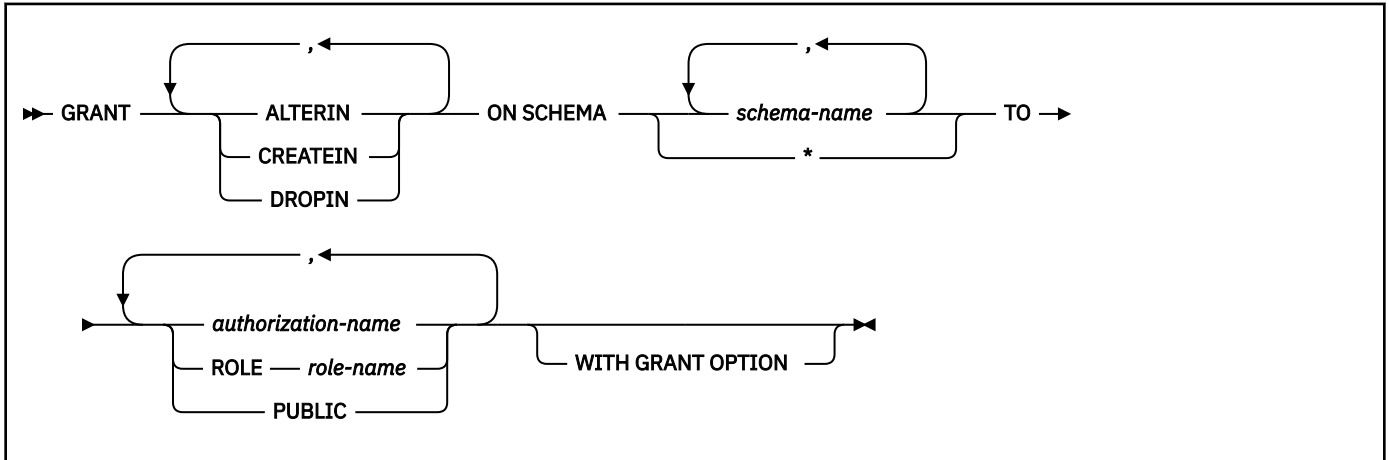 , ,
GRANT ALTERIN ON SCHEMA schema-name TO
CREATEIN *
DROPIN
,
authorization-name
ROLE role-name WITH GRANT OPTION
PUBLIC